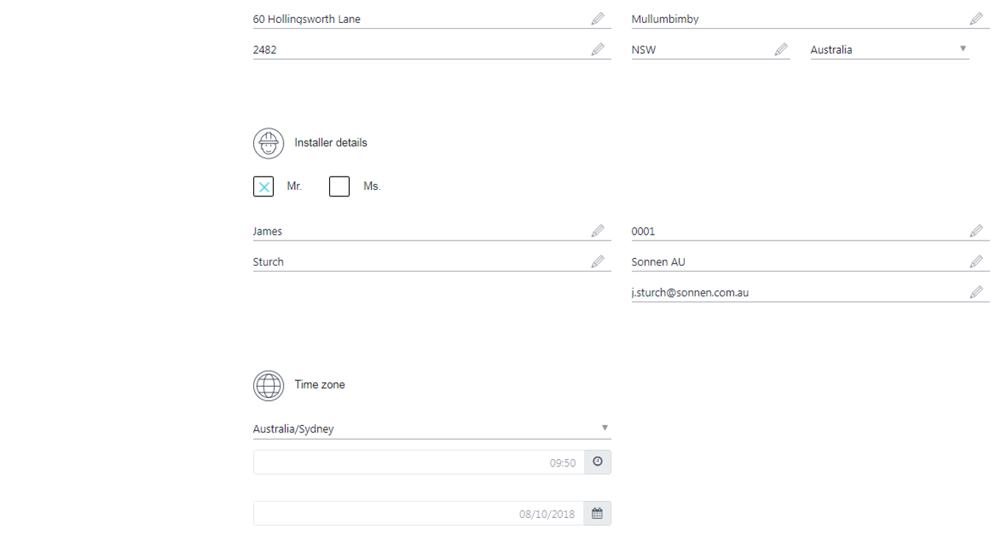 60 Hollingsworth Lane Mullumbimby
2482 NSW Australia
Installer details
Mr. Ms.
James 0001
Sturch Sonnen AU
j.sturch@sonnen.com.au
Time zone
Australia/Sydney
09:50
08/10/2018